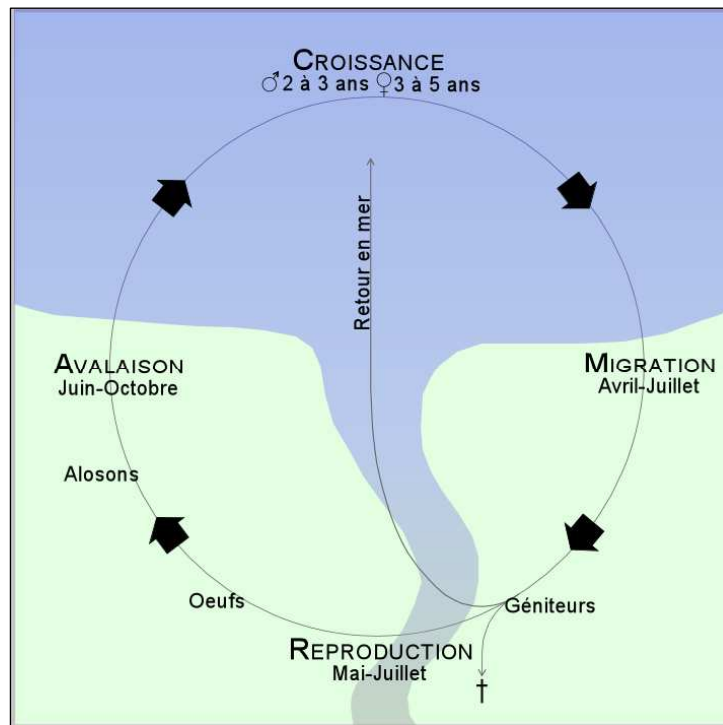 CROISSANCE
♂2 à 3 ans ♀3 à 5 ans
Retour en mer
AVALAISON
Juin-Octobre
MIGRATION
Avril-Juillet
Alosons
Oeufs
Géniteurs
REPRODUCTION
Mai-Juillet
†